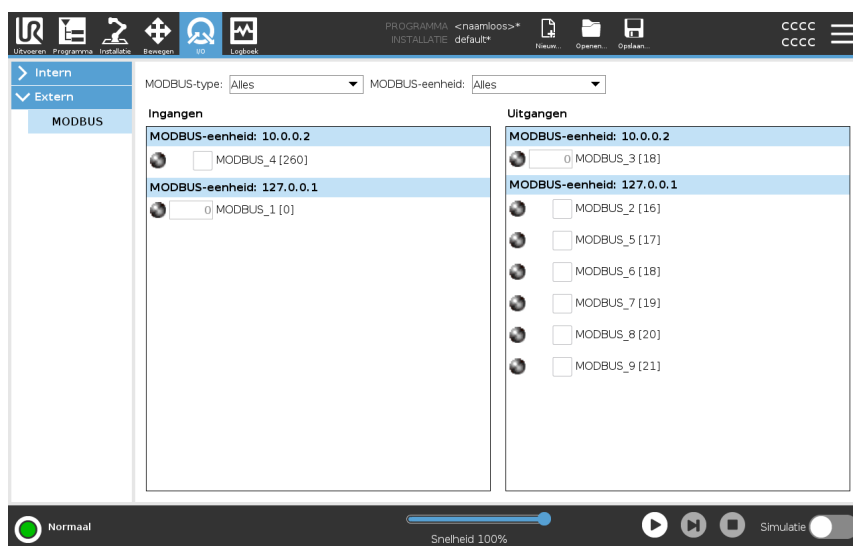 PROGRAMMA <naamloos>*
INSTALLATIE default*
CCCC
CCCC
Uitvoeren Programma Installatie Bewegen I/O Logboek Nieuw... Openen... Opslaan...
Intern
Extern
MODBUS
MODBUS-type: Alles MODBUS-eenheid: Alles
Ingangen
MODBUS-eenheid: 10.0.0.2
MODBUS_4 [260]
MODBUS-eenheid: 127.0.0.1
0 MODBUS_1 [0]
Uitgangen
MODBUS-eenheid: 10.0.0.2
0 MODBUS_3 [18]
MODBUS-eenheid: 127.0.0.1
MODBUS_2 [16]
MODBUS_5 [17]
MODBUS_6 [18]
MODBUS_7 [19]
MODBUS_8 [20]
MODBUS_9 [21]
Normaal
Snelheid 100%
Simulatie